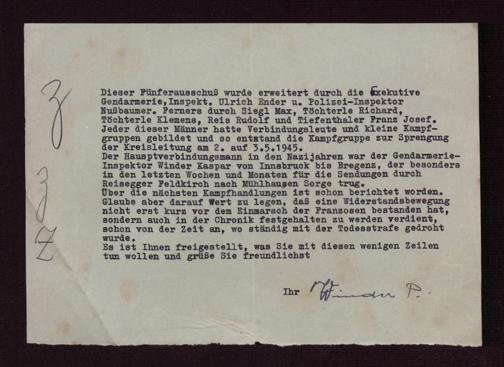 Dieser Fünferausschuß wurde erweitert durch die Exekutive
Gendarmerie,Inspekt. Ulrich Ender u. Polizei-Inspektor
Nußbaumer. Ferners durch Siegl Max, Töchterle Richard,
Töchterle Klemens, Reis Rudolf und Tiefenthaler Franz Josef.
Jeder dieser Männer hatte Verbindungsleute und kleine Kampf-
gruppen gebildet und so entstand die Kampfgruppe zur Sprengung
der Kreisleitung am 2. auf 3.5.1945.
Der Hauptverbindungsmann in den Nazijahren war der Gendarmerie-
Inspektor Winder Kaspar von Innsbruck bis Bregenz, der besonders
in den letzten Wochen und Monaten für die Sendungen durch
Reisegger Feldkirch nach Mühlhausen Sorge trug.
Über die nächsten Kampfhandlungen ist schon berichtet worden.
Glaube aber darauf Wert zu legen, daß eine Widerstandsbewegung
nicht erst kurz vor dem Einmarsch der Franzosen bestanden hat,
sondern auch in der Chronik festgehalten zu werden verdient,
schon von der Zeit an, wo ständig mit der Todesstrafe gedroht
wurde.
Es ist Ihnen freigestellt, was Sie mit diesen wenigen Zeilen
tun wollen und grüße Sie freundlichst
Ihr Winder P.